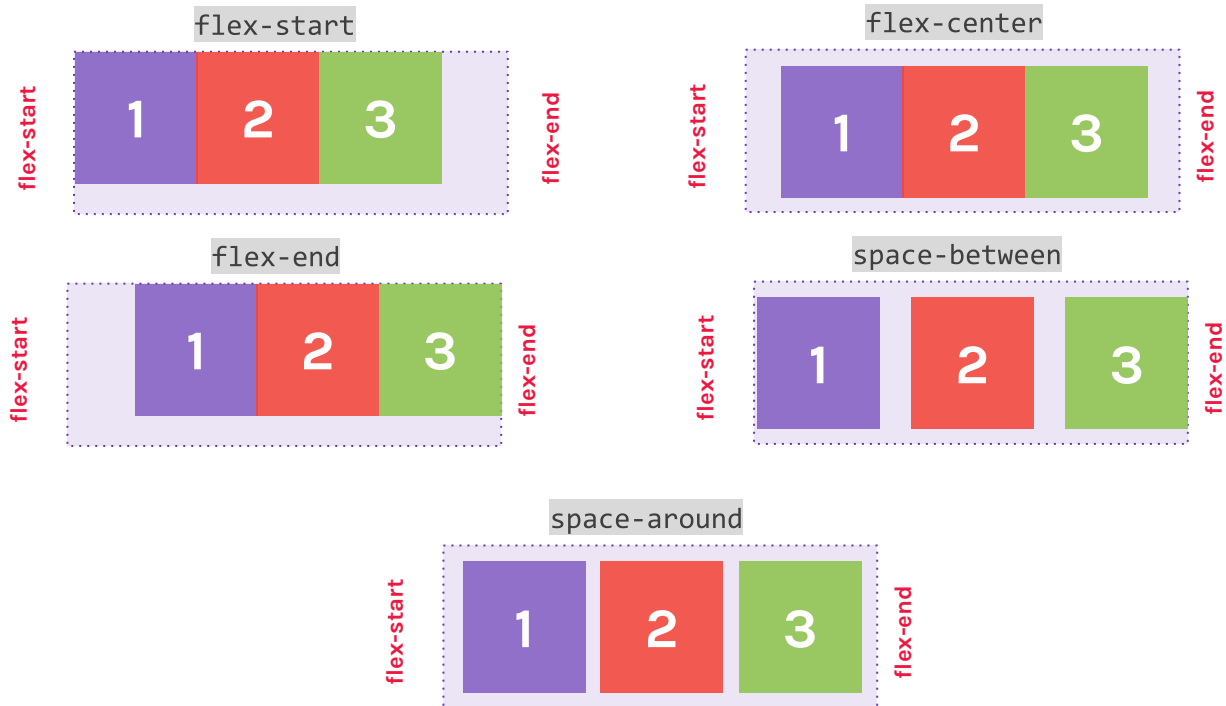 flex-start
flex-start
1 2 3
flex-end
flex-center
flex-start
1 2 3
flex-end
flex-end
flex-start
1 2 3
flex-end
space-between
flex-start
1 2 3
flex-end
space-around
flex-start
1 2 3
flex-end